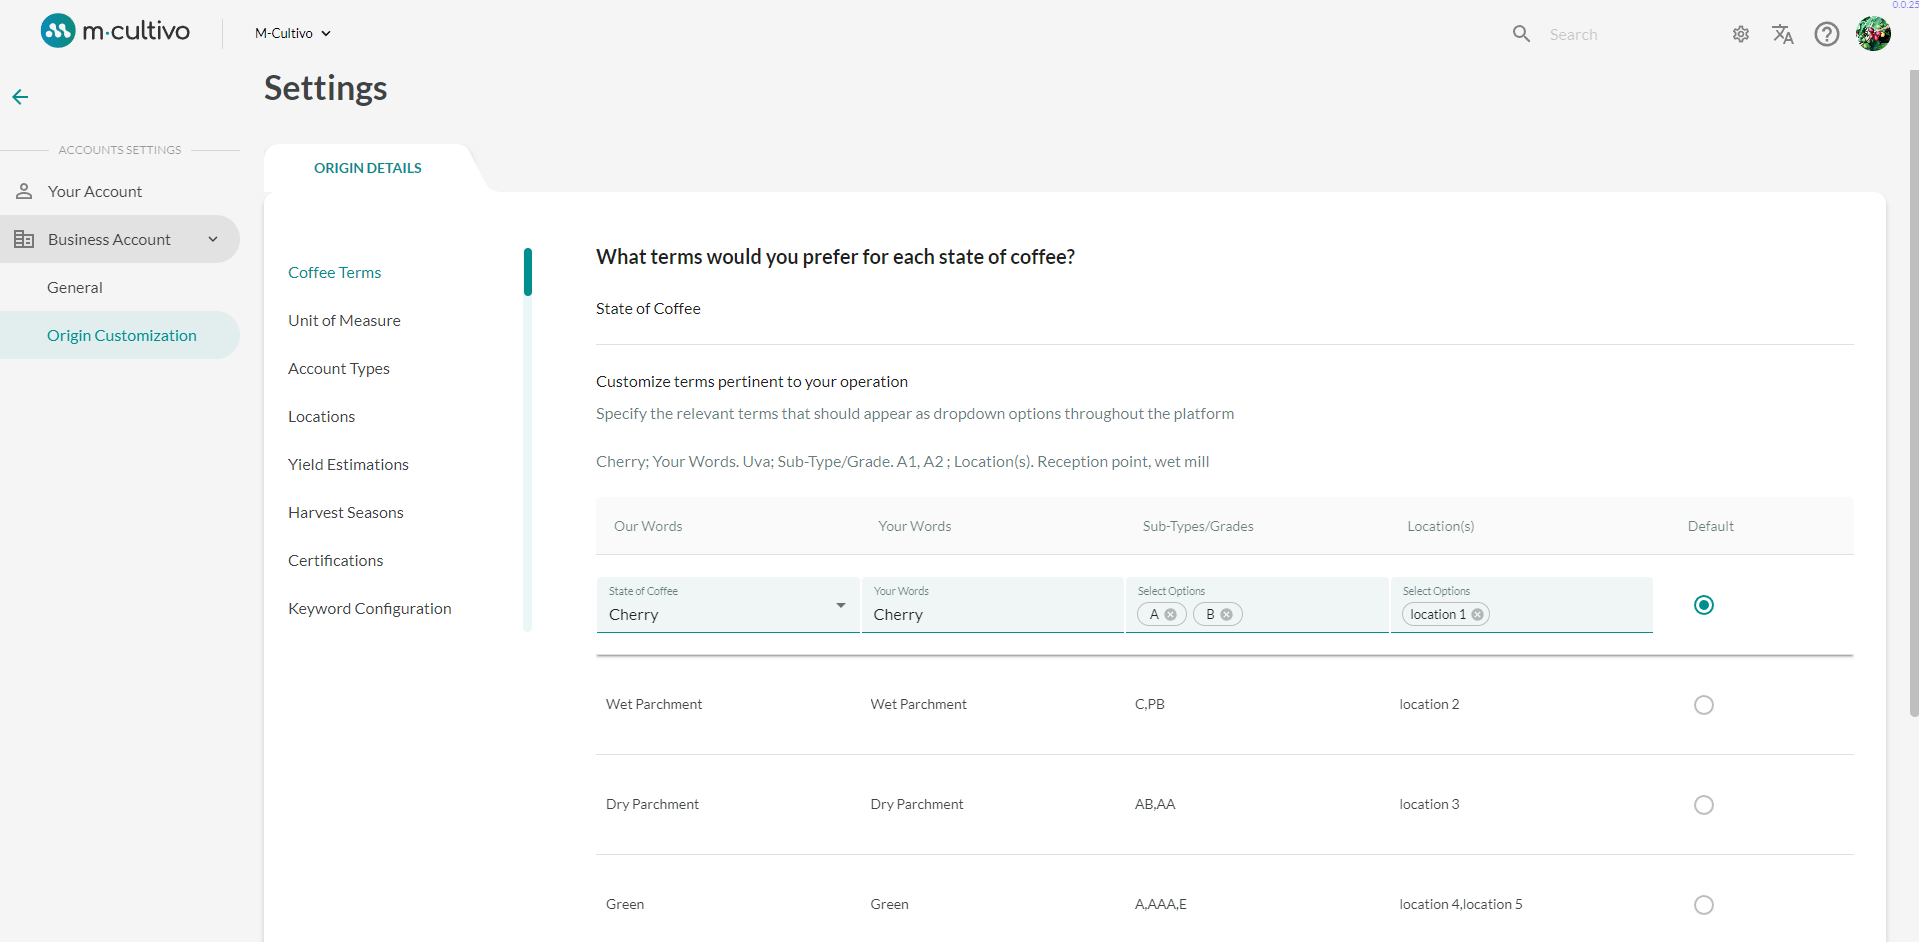 0.0.25
m·cultivo
M-Cultivo
Search
Settings
ACCOUNTS SETTINGS
Your Account
Business Account
General
Origin Customization
ORIGIN DETAILS
Coffee Terms
Unit of Measure
Account Types
Locations
Yield Estimations
Harvest Seasons
Certifications
Keyword Configuration
What terms would you prefer for each state of coffee?
State of Coffee
Customize terms pertinent to your operation
Specify the relevant terms that should appear as dropdown options throughout the platform
Cherry; Your Words. Uva; Sub-Type/Grade. A1, A2 ; Location(s). Reception point, wet mill
Our Words Your Words Sub-Types/Grades Location(s) Default
State of Coffee Your Words Select Options Select Options
Cherry Cherry A B location 1
Wet Parchment Wet Parchment C,PB location 2
Dry Parchment Dry Parchment AB,AA location 3
Green Green A,AAA,E location 4,location 5